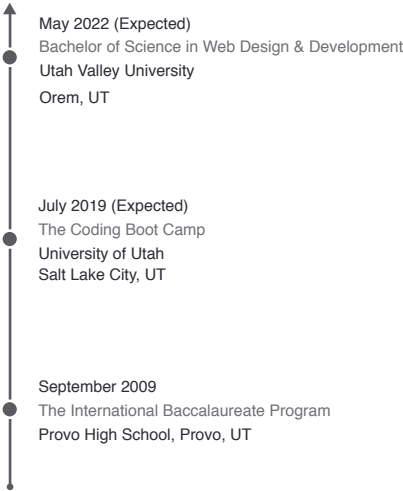 May 2022 (Expected)
Bachelor of Science in Web Design & Development
Utah Valley University
Orem, UT
July 2019 (Expected)
The Coding Boot Camp
University of Utah
Salt Lake City, UT
September 2009
The International Baccalaureate Program
Provo High School, Provo, UT